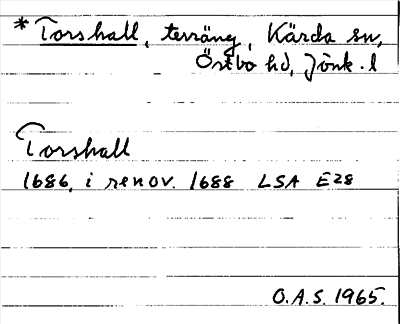 * Torshall, terräng, Kärda sn,
Östbo hd, Jönk. l
Torshall
1686, i renov. 1688 LSA E28
O.A.S. 1965.